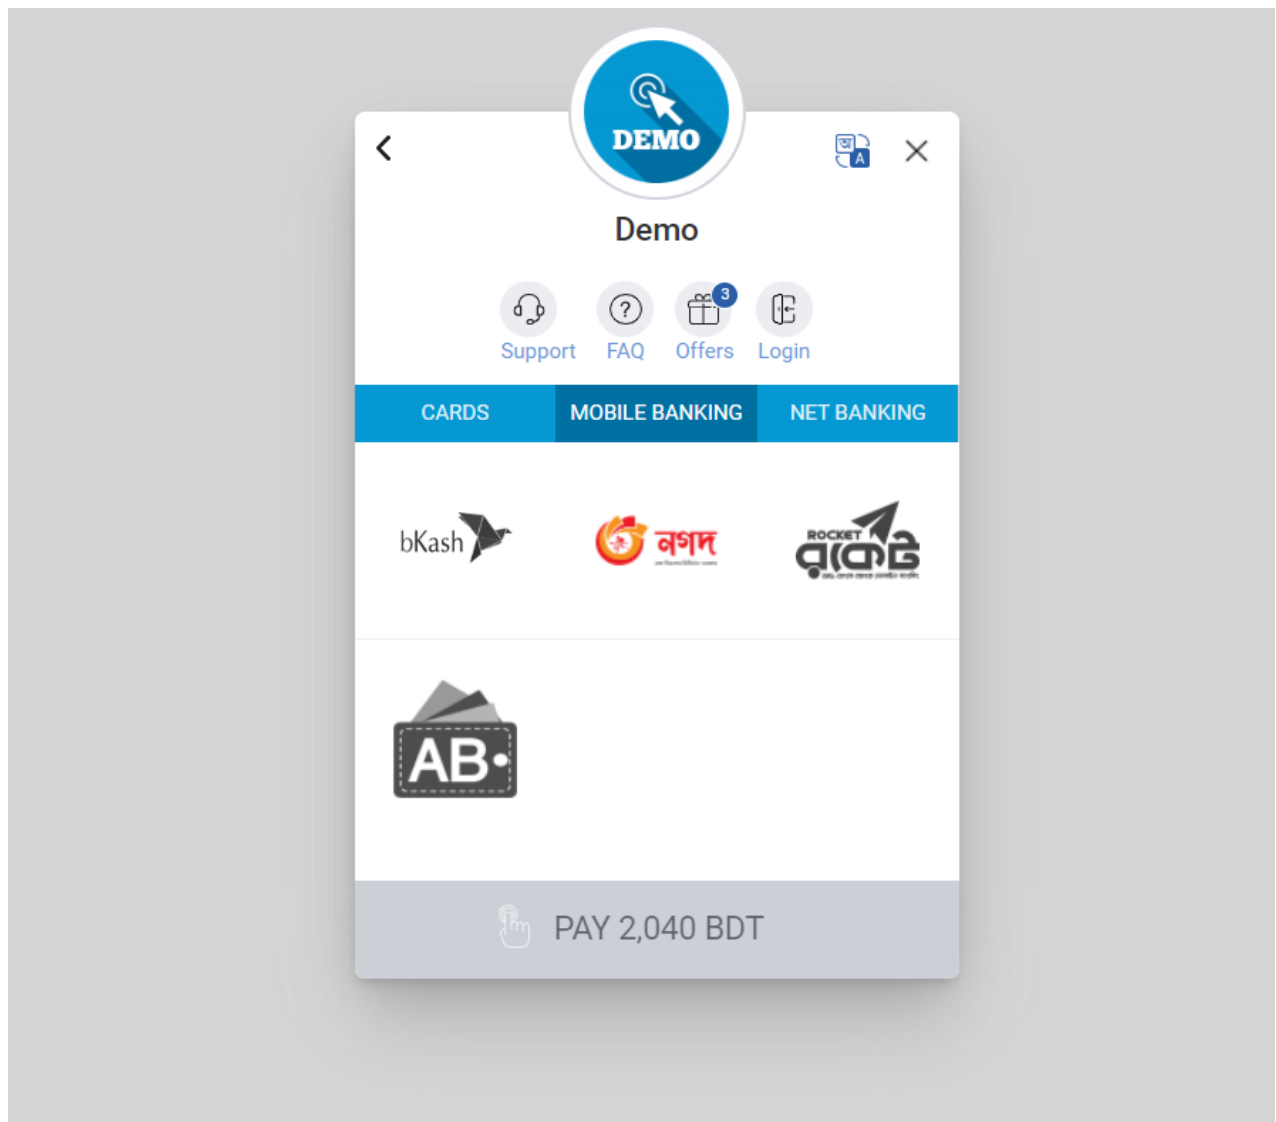 DEMO
অ
A
Demo
3
Support FAQ Offers Login
CARDS MOBILE BANKING NET BANKING
bKash
নগদ
ROCKET
রকেট
AB
PAY 2,040 BDT